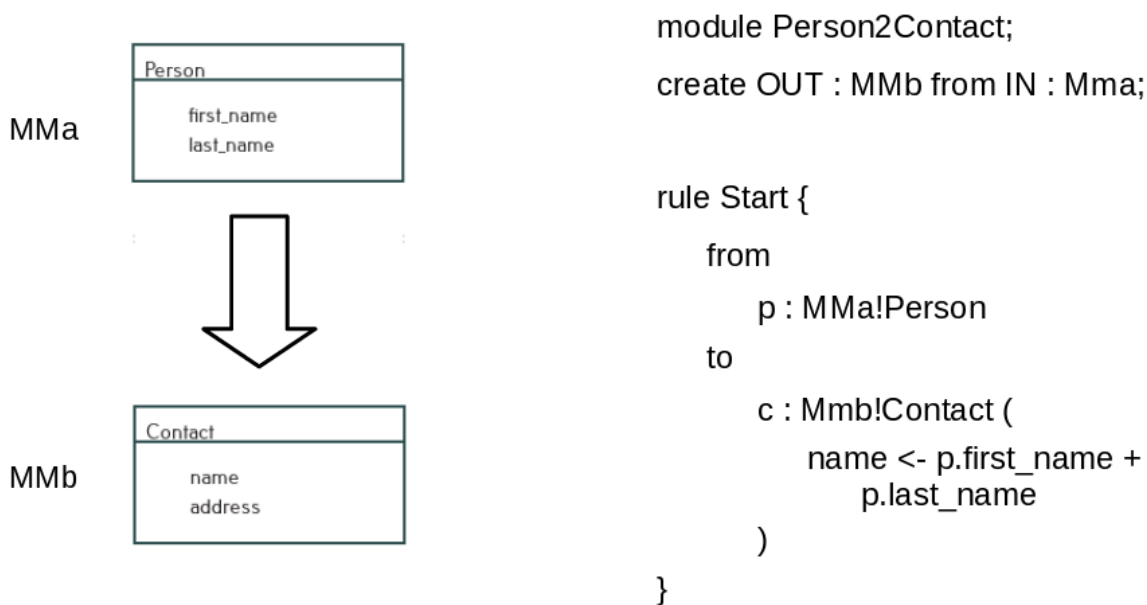 MMa
Person
first_name
last_name
MMb
Contact
name
address
module Person2Contact;
create OUT : MMb from IN : Mma;
rule Start {
from
p : MMa!Person
to
c : Mmb!Contact (
name <- p.first_name +
p.last_name
)
}